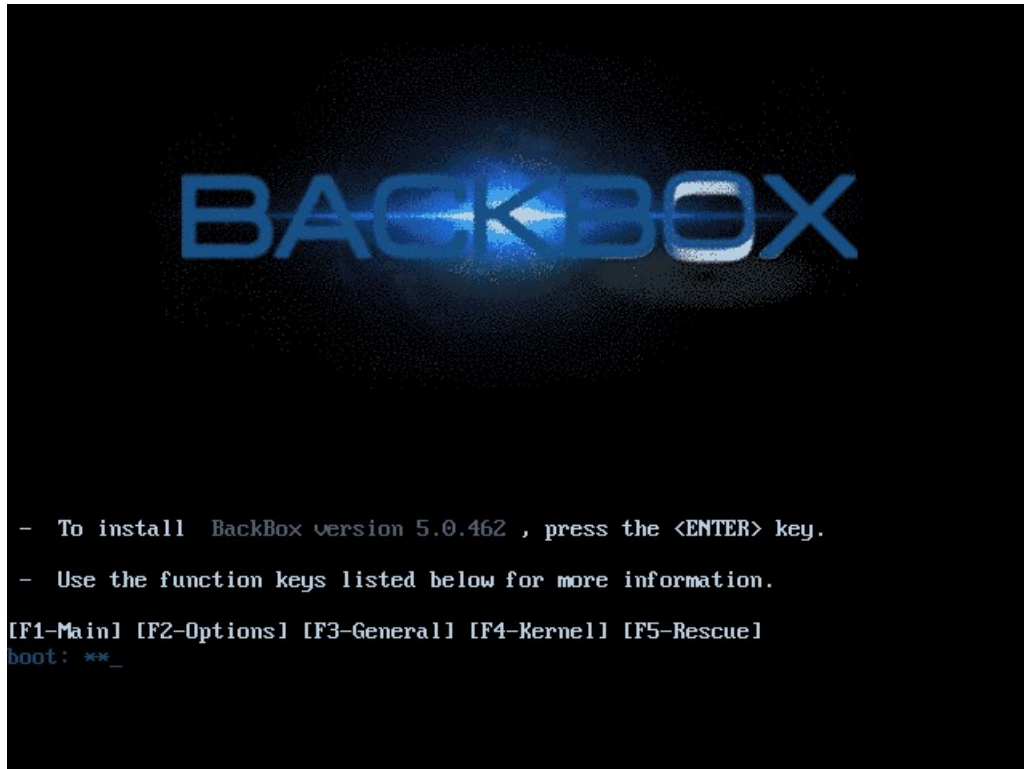 BACKBOX
-  To install  BackBox version 5.0.462 , press the <ENTER> key.
-  Use the function keys listed below for more information.
[F1-Main] [F2-Options] [F3-General] [F4-Kernel] [F5-Rescue]
boot: **_